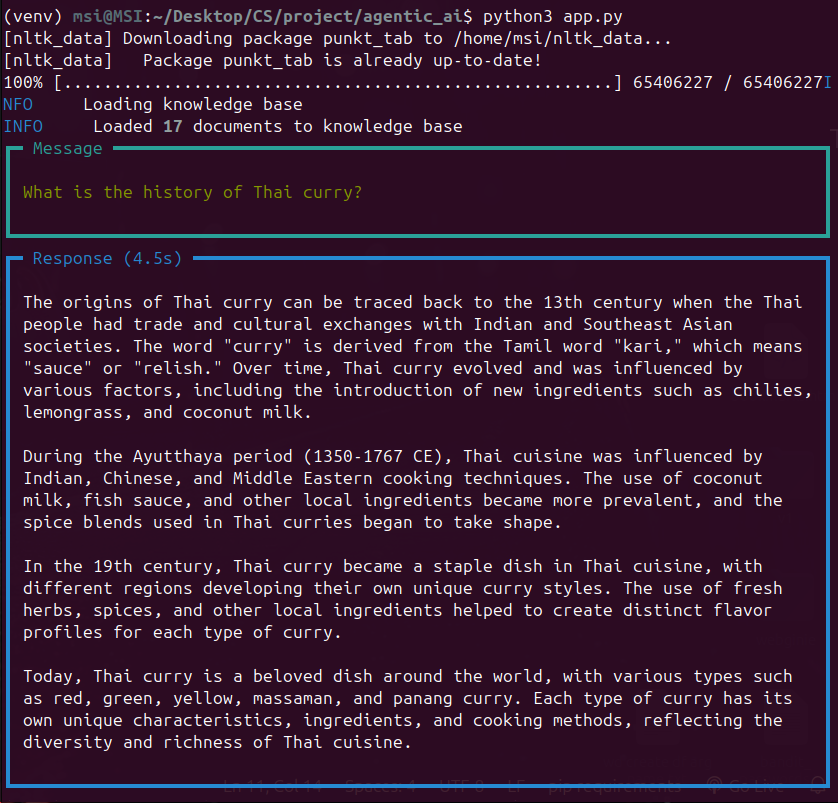 (venv) msi@MSI:~/Desktop/CS/project/agentic_ai$ python3 app.py
[nltk_data] Downloading package punkt_tab to /home/msi/nltk_data...
[nltk_data]   Package punkt_tab is already up-to-date!
100% [........................................................] 65406227 / 65406227I
NFO     Loading knowledge base
INFO     Loaded 17 documents to knowledge base
Message
What is the history of Thai curry?
Response (4.5s)
The origins of Thai curry can be traced back to the 13th century when the Thai
people had trade and cultural exchanges with Indian and Southeast Asian
societies. The word "curry" is derived from the Tamil word "kari," which means
"sauce" or "relish." Over time, Thai curry evolved and was influenced by
various factors, including the introduction of new ingredients such as chilies,
lemongrass, and coconut milk.
During the Ayutthaya period (1350-1767 CE), Thai cuisine was influenced by
Indian, Chinese, and Middle Eastern cooking techniques. The use of coconut
milk, fish sauce, and other local ingredients became more prevalent, and the
spice blends used in Thai curries began to take shape.
In the 19th century, Thai curry became a staple dish in Thai cuisine, with
different regions developing their own unique curry styles. The use of fresh
herbs, spices, and other local ingredients helped to create distinct flavor
profiles for each type of curry.
Today, Thai curry is a beloved dish around the world, with various types such
as red, green, yellow, massaman, and panang curry. Each type of curry has its
own unique characteristics, ingredients, and cooking methods, reflecting the
diversity and richness of Thai cuisine.
Ln 11, Col 14 Spaces: 4 UTF-8 LF pip requirements Go Live